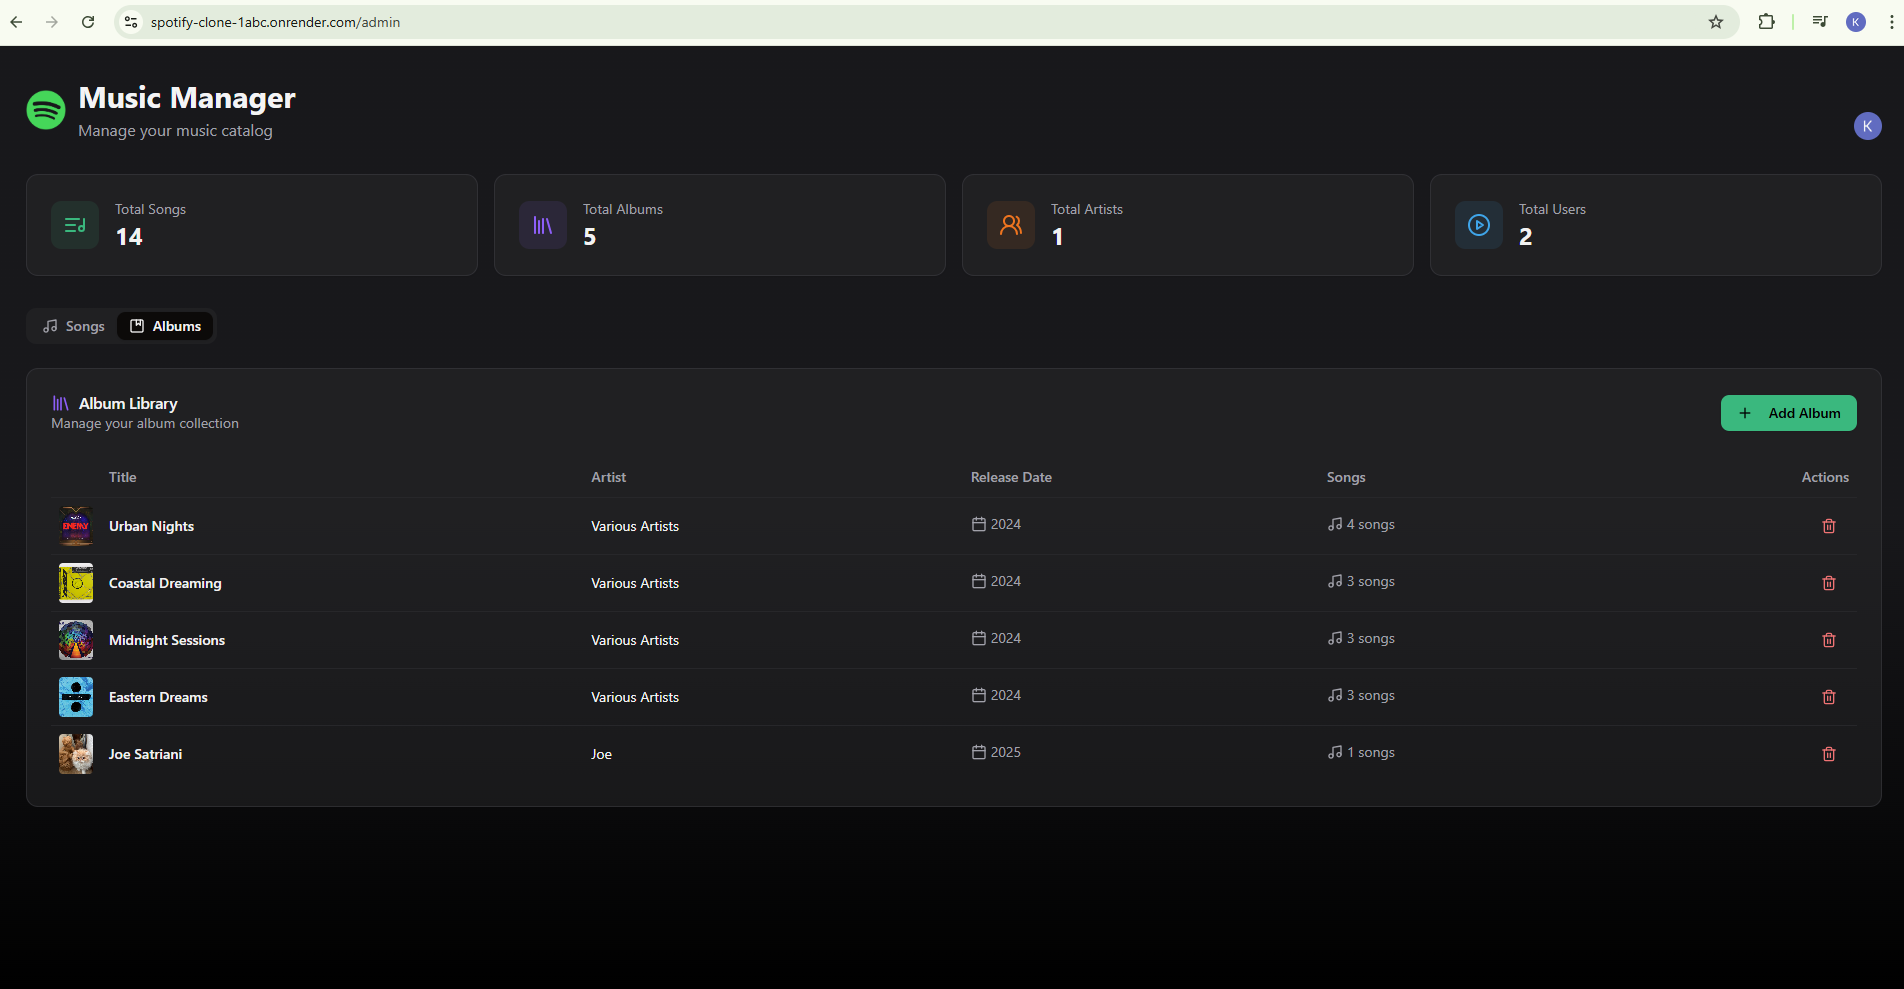 spotify-clone-1abc.onrender.com/admin
K
Music Manager
Manage your music catalog
K
Total Songs
14
Total Albums
5
Total Artists
1
Total Users
2
Songs Albums
Album Library
Manage your album collection
+ Add Album
Title Artist Release Date Songs Actions
ENEMY
Urban Nights Various Artists 2024 4 songs
Coastal Dreaming Various Artists 2024 3 songs
Midnight Sessions Various Artists 2024 3 songs
Eastern Dreams Various Artists 2024 3 songs
Joe Satriani Joe 2025 1 songs